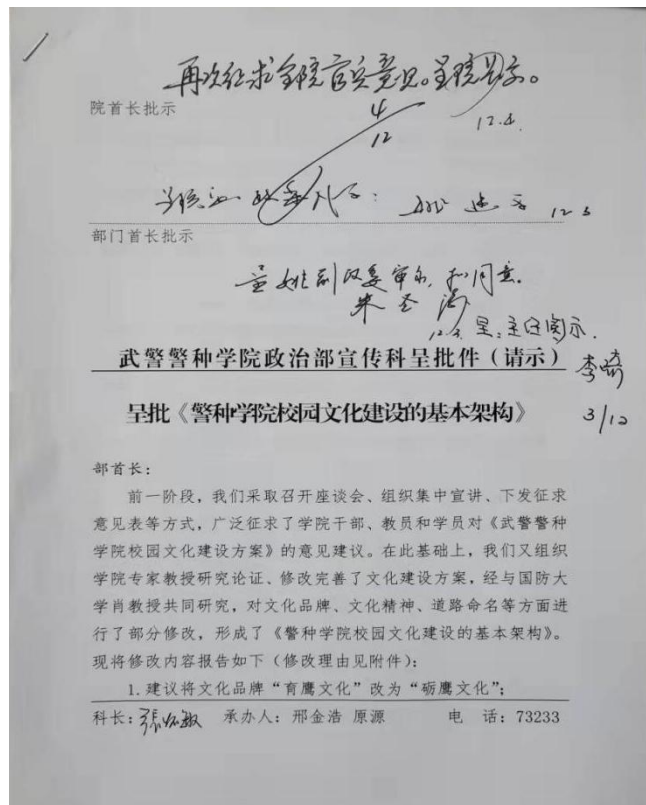 再次征求全院官兵意见。呈院首长示。
院首长批示
4/12
12.4.
12.3
部门首长批示
呈姚副政委审示,拟同意。
朱圣涛
12.3. 呈:主任阅示.
武警警种学院政治部宣传科呈批件(请示)
李
呈批《警种学院校园文化建设的基本架构》
3/12
部首长:
前一阶段,我们采取召开座谈会、组织集中宣讲、下发征求
意见表等方式,广泛征求了学院干部、教员和学员对《武警警种
学院校园文化建设方案》的意见建议。在此基础上,我们又组织
学院专家教授研究论证、修改完善了文化建设方案,经与国防大
学肖教授共同研究,对文化品牌、文化精神、道路命名等方面进
行了部分修改,形成了《警种学院校园文化建设的基本架构》。
现将修改内容报告如下(修改理由见附件):
1.建议将文化品牌“育鹰文化”改为“砺鹰文化”;
科长:張 敏 承办人:邢金浩 原源 电 话:73233